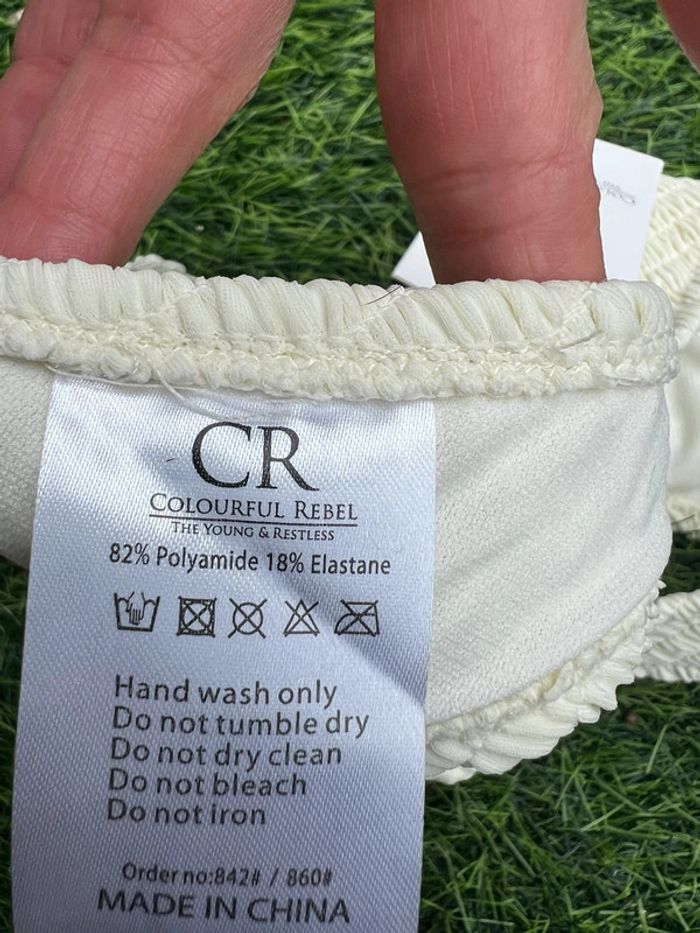 CR
COLOURFUL REBEL
THE YOUNG & RESTLESS
82% Polyamide 18% Elastane
Hand wash only
Do not tumble dry
Do not dry clean
Do not bleach
Do not iron
Order no:842# / 860#
MADE IN CHINA